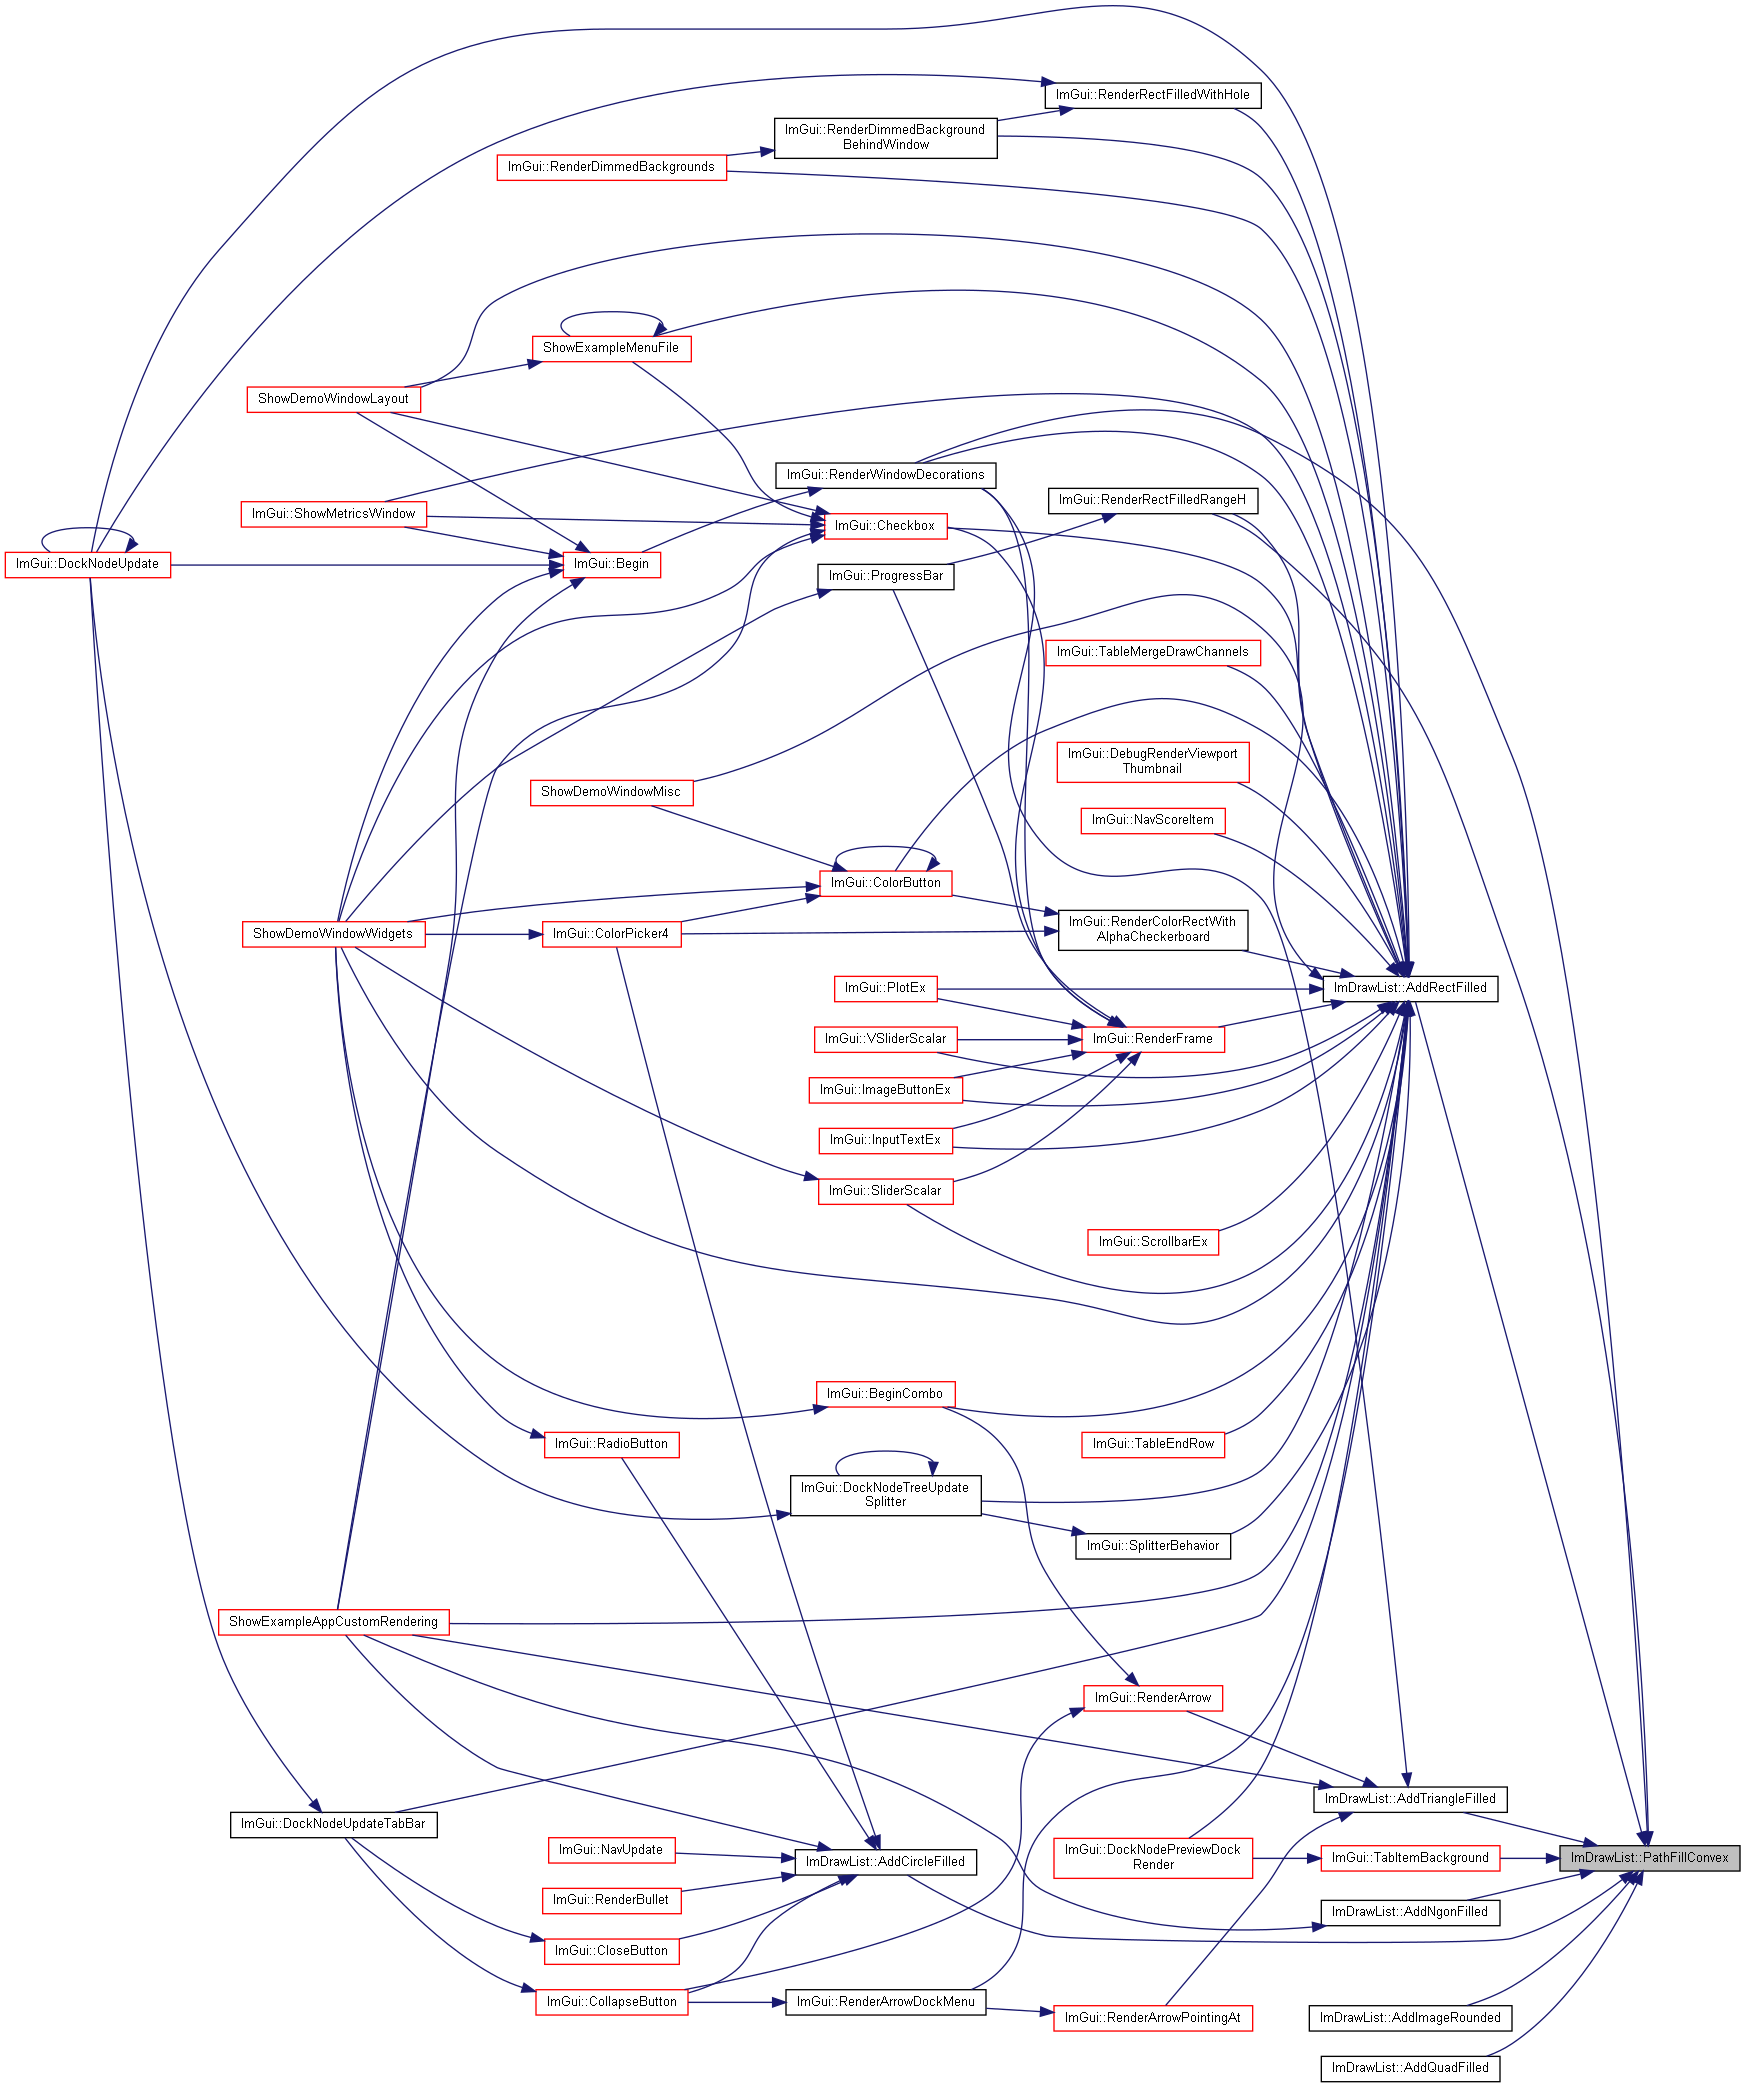 ImGui::RenderRectFilledWithHole
ImGui::RenderDimmedBackground
BehindWindow
ImGui::RenderDimmedBackgrounds
ShowExampleMenuFile
ShowDemoWindowLayout
ImGui::RenderWindowDecorations
ImGui::RenderRectFilledRangeH
ImGui::ShowMetricsWindow
ImGui::Checkbox
ImGui::DockNodeUpdate
ImGui::Begin
ImGui::ProgressBar
ImGui::TableMergeDrawChannels
ImGui::DebugRenderViewport
Thumbnail
ShowDemoWindowMisc
ImGui::NavScoreItem
ImGui::ColorButton
ImGui::RenderColorRectWith
AlphaCheckerboard
ShowDemoWindowWidgets
ImGui::ColorPicker4
ImGui::PlotEx
ImDrawList::AddRectFilled
ImGui::VSliderScalar
ImGui::RenderFrame
ImGui::ImageButtonEx
ImGui::InputTextEx
ImGui::SliderScalar
ImGui::ScrollbarEx
ImGui::BeginCombo
ImGui::RadioButton
ImGui::TableEndRow
ImGui::DockNodeTreeUpdate
Splitter
ImGui::SplitterBehavior
ShowExampleAppCustomRendering
ImGui::RenderArrow
ImDrawList::AddTriangleFilled
ImGui::DockNodeUpdateTabBar
ImGui::NavUpdate
ImDrawList::AddCircleFilled
ImGui::DockNodePreviewDock
Render
ImGui::TabItemBackground
ImDrawList::PathFillConvex
ImGui::RenderBullet
ImDrawList::AddNgonFilled
ImGui::CloseButton
ImGui::CollapseButton
ImGui::RenderArrowDockMenu
ImGui::RenderArrowPointingAt
ImDrawList::AddImageRounded
ImDrawList::AddQuadFilled